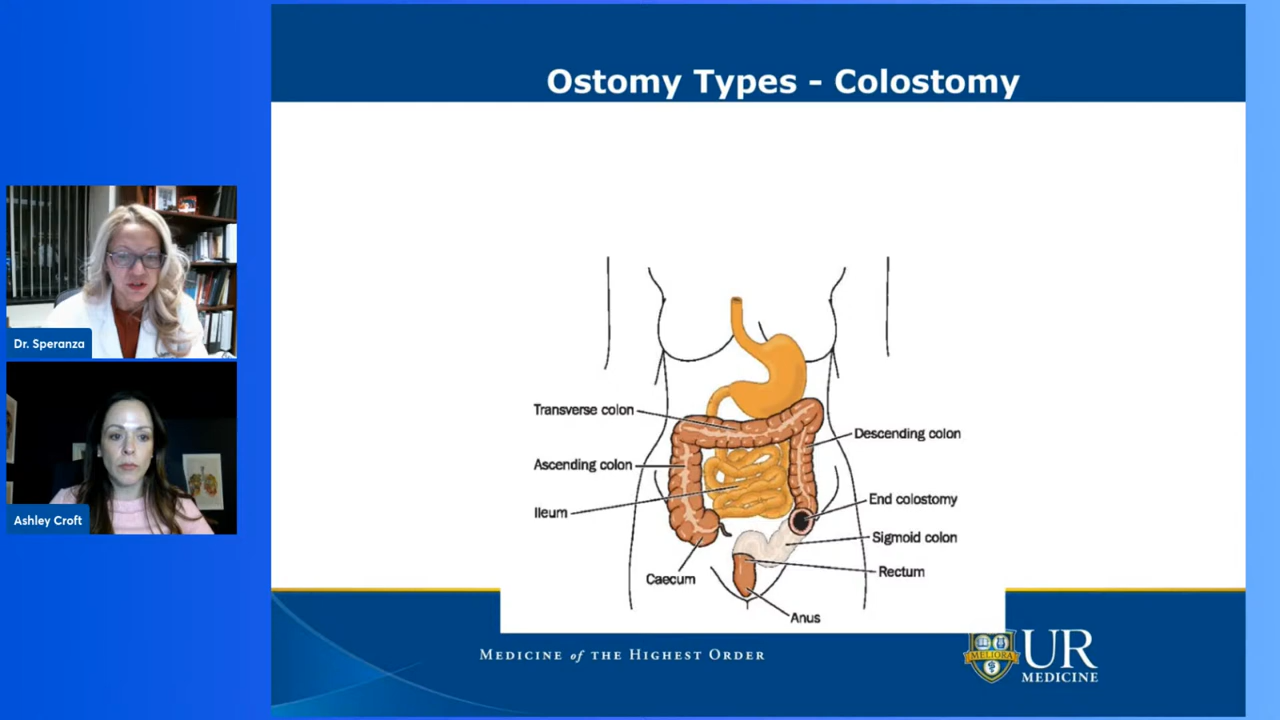 Ostomy Types - Colostomy
Dr. Speranza
Ashley Croft
Transverse colon
Descending colon
Ascending colon
End colostomy
Ileum
Sigmoid colon
Rectum
Caecum
Anus
MEDICINE of THE HIGHEST ORDER
MELIORA
UR
MEDICINE